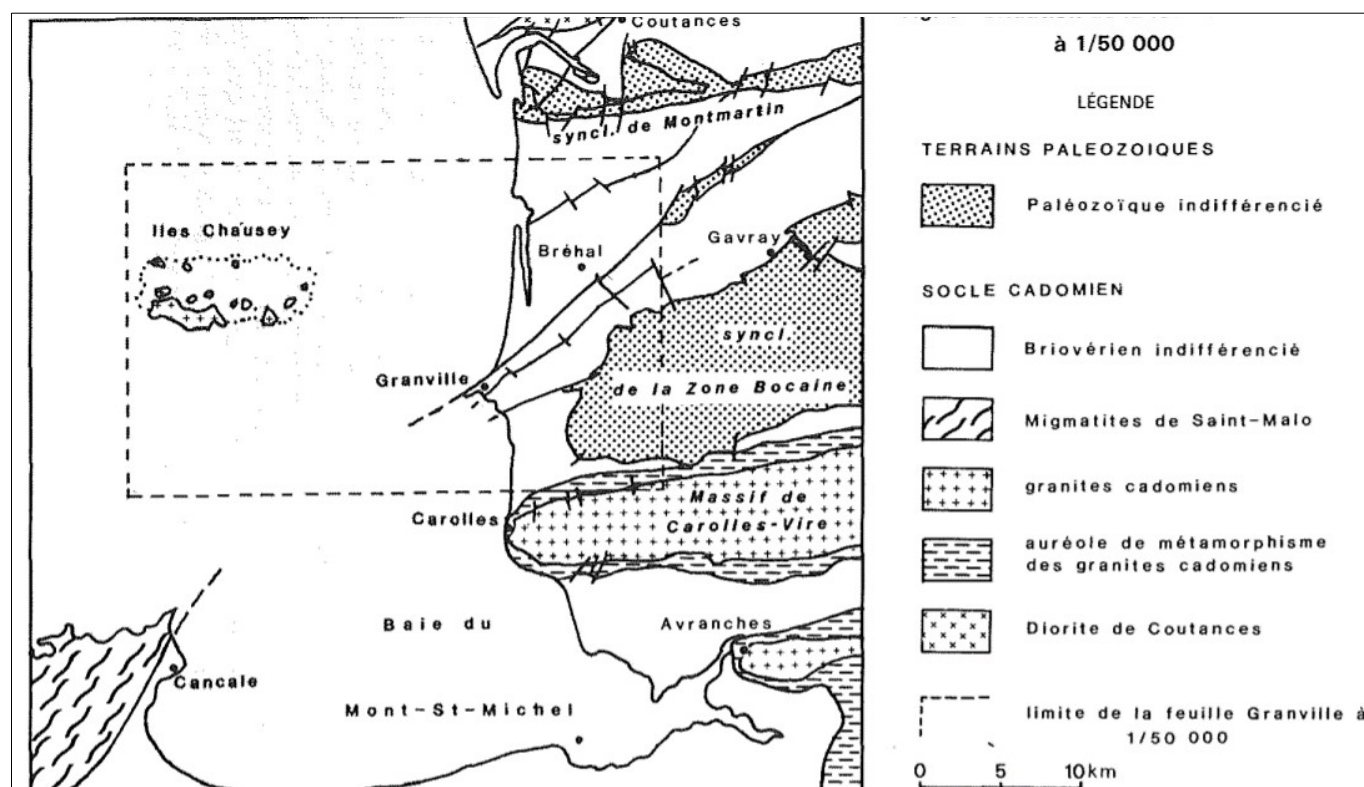 Coutances
syncl. de Montmartin
Iles Chausey
Bréhal
Gavray
syncl.
de la Zone Bocaine
Granville
Massif de
Carolles-Vire
Carolles
Baie du
Avranches
Cancale
Mont-St-Michel
à 1/50 000
LÉGENDE
TERRAINS PALEOZOIQUES
Paléozoïque indifférencié
SOCLE CADOMIEN
Briovérien indifférencié
Migmatites de Saint-Malo
granites cadomiens
auréole de métamorphisme
des granites cadomiens
Diorite de Coutances
limite de la feuille Granville à
1/50 000
0 5 10km